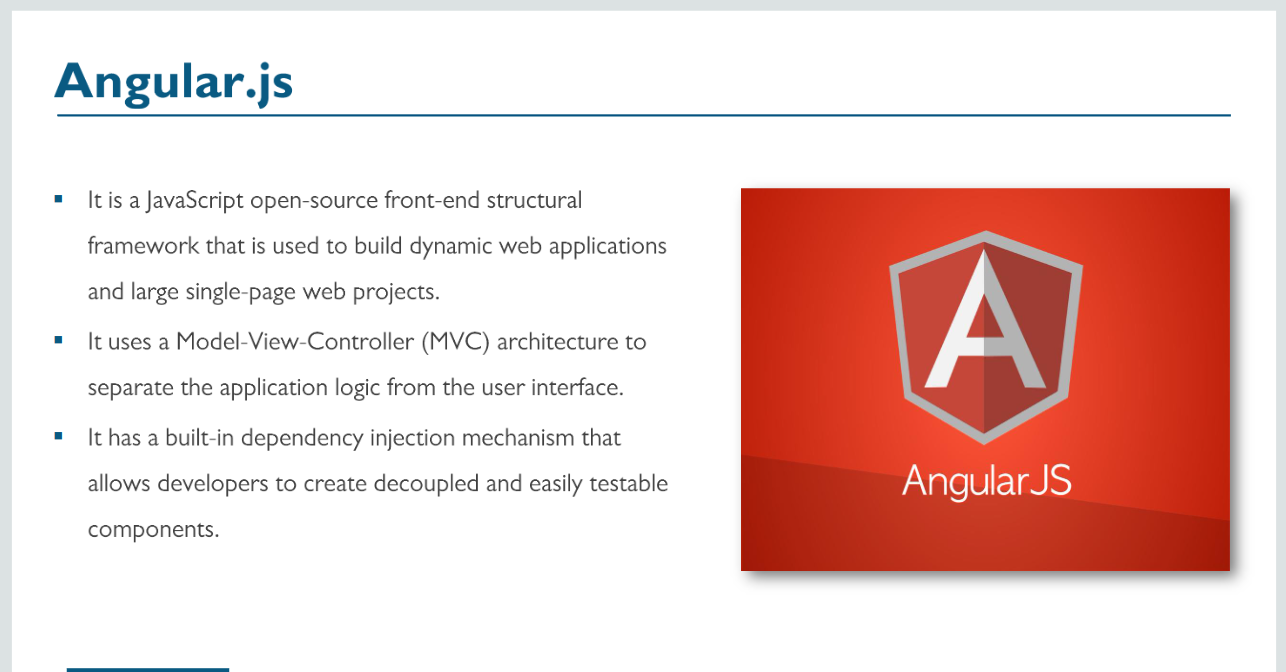 Angular.js
It is a JavaScript open-source front-end structural
framework that is used to build dynamic web applications
and large single-page web projects.
It uses a Model-View-Controller (MVC) architecture to
separate the application logic from the user interface.
It has a built-in dependency injection mechanism that
allows developers to create decoupled and easily testable
components.
A
AngularJS